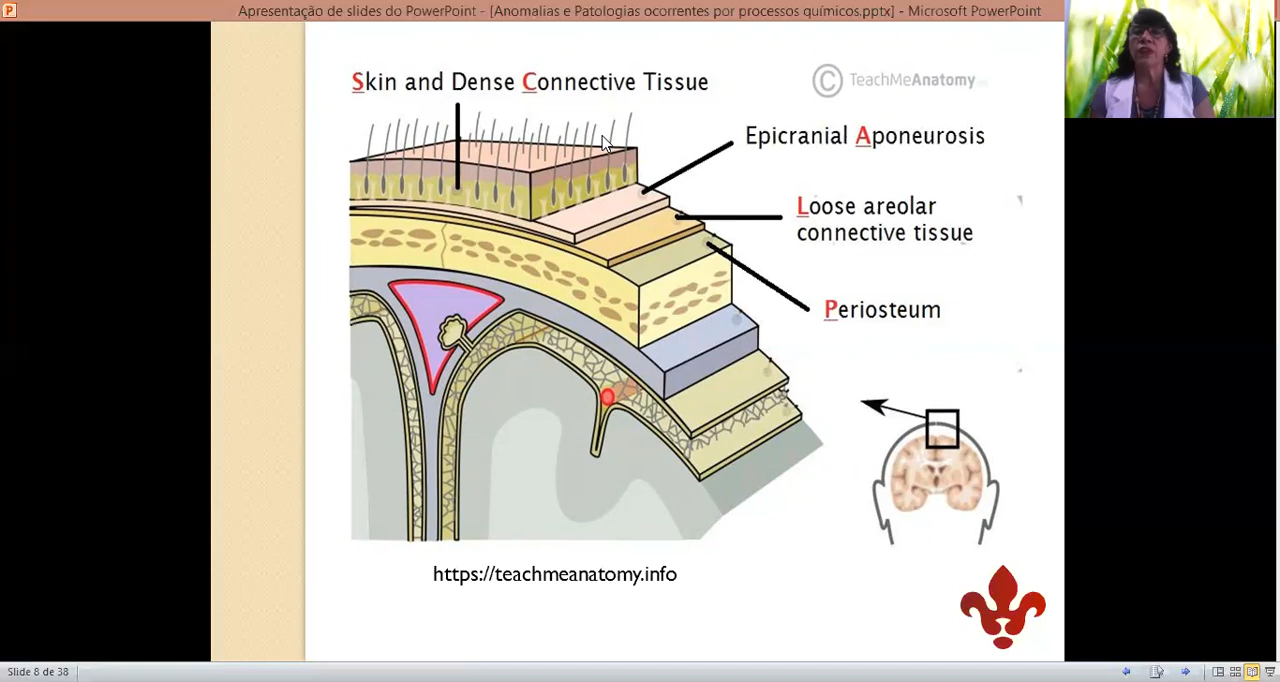 Apresentação de slides do PowerPoint - [Anomalias e Patologias ocorrentes por processos químicos.pptx] - Microsoft PowerPoint
Skin and Dense Connective Tissue
© TeachMeAnatomy
Epicranial Aponeurosis
Loose areolar
connective tissue
Periosteum
https://teachmeanatomy.info
Slide 8 de 38